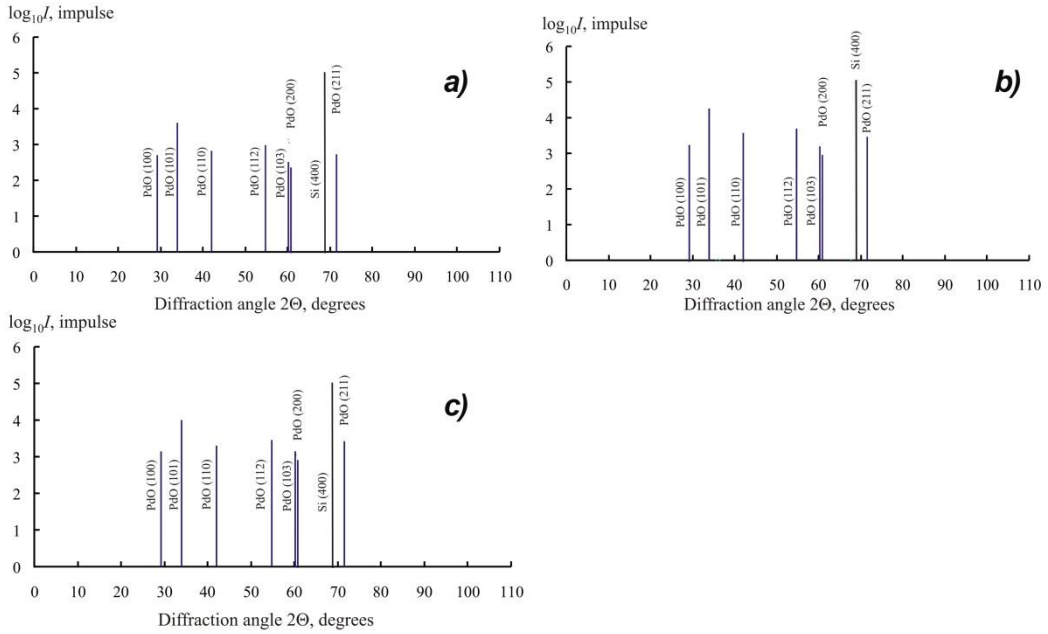 log₁₀I, impulse
6
5
4
3
2
1
0
PdO (100)
PdO (101)
PdO (110)
PdO (112)
PdO (103)
PdO (200)
Si (400)
PdO (211)
a)
0 10 20 30 40 50 60 70 80 90 100 110
Diffraction angle 2Θ, degrees
log₁₀I, impulse
6
5
4
3
2
1
0
PdO (100)
PdO (101)
PdO (110)
PdO (112)
PdO (103)
PdO (200)
Si (400)
PdO (211)
b)
0 10 20 30 40 50 60 70 80 90 100 110
Diffraction angle 2Θ, degrees
log₁₀I, impulse
6
5
4
3
2
1
0
PdO (100)
PdO (101)
PdO (110)
PdO (112)
PdO (103)
PdO (200)
Si (400)
PdO (211)
c)
0 10 20 30 40 50 60 70 80 90 100 110
Diffraction angle 2Θ, degrees